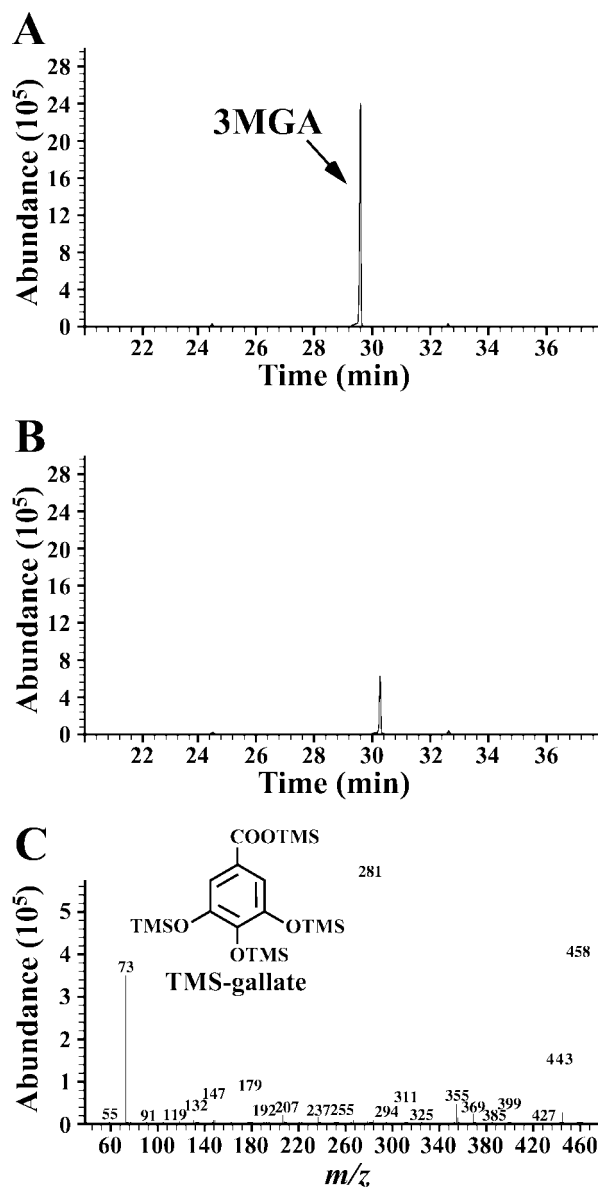 A
28
24
20
16
12
8
4
0
Abundance (10⁵)
3MGA
22 24 26 28 30 32 34 36
Time (min)
B
28
24
20
16
12
8
4
0
Abundance (10⁵)
22 24 26 28 30 32 34 36
Time (min)
C
5
4
3
2
1
0
Abundance (10⁵)
COOTMS
TMSO OTMS
OTMS
TMS-gallate
281
458
73
443
55 91 119 132 147 179 192 207 237 255 294 311 325 355 369 385 399 427
60 100 140 180 220 260 300 340 380 420 460
m/z